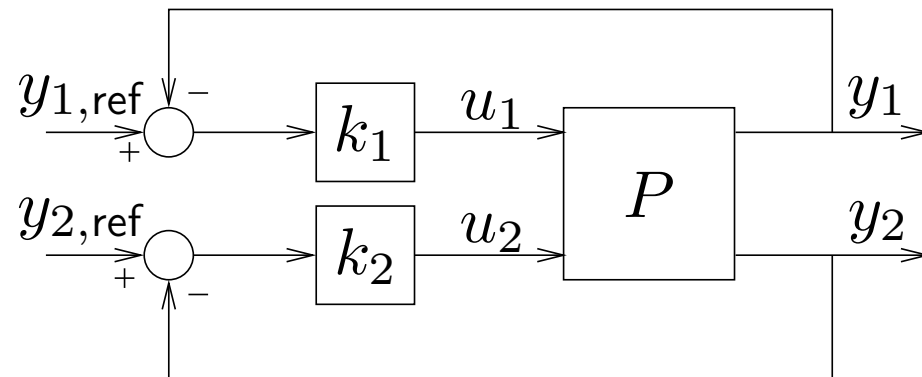 −
y1,ref k1 u1 P y1
+
y2,ref k2 u2 y2
+ −